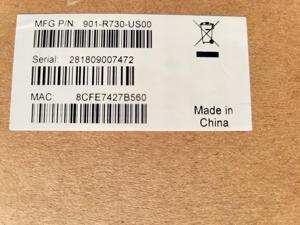 MFG P/N: 901-R730-US00
Serial: 281809007472
MAC: 8CFE7427B560
Made in
China